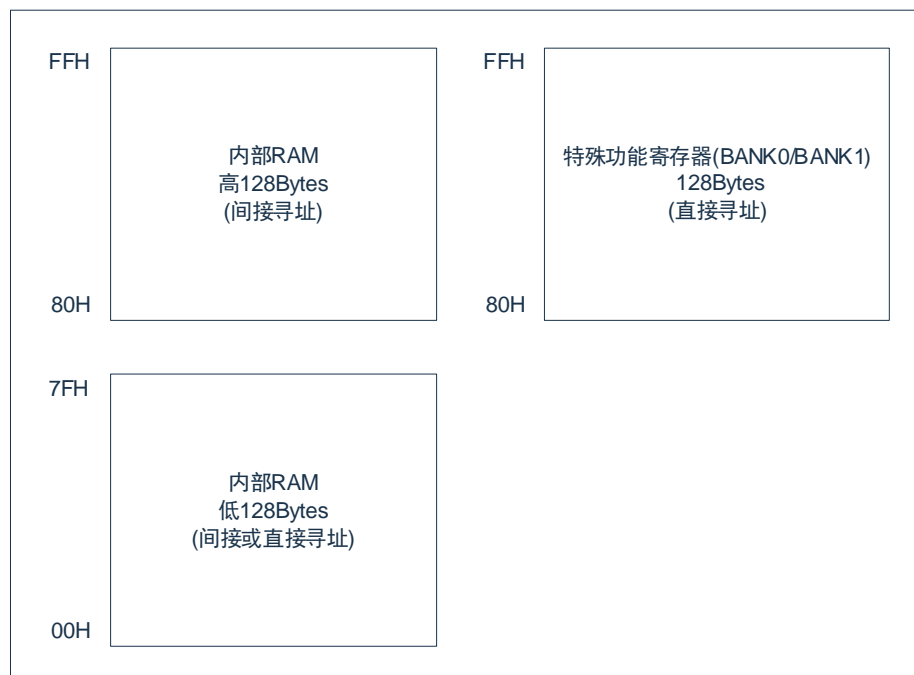 FFH
内部RAM
高128Bytes
(间接寻址)
80H
FFH
特殊功能寄存器(BANK0/BANK1)
128Bytes
(直接寻址)
80H
7FH
内部RAM
低128Bytes
(间接或直接寻址)
00H